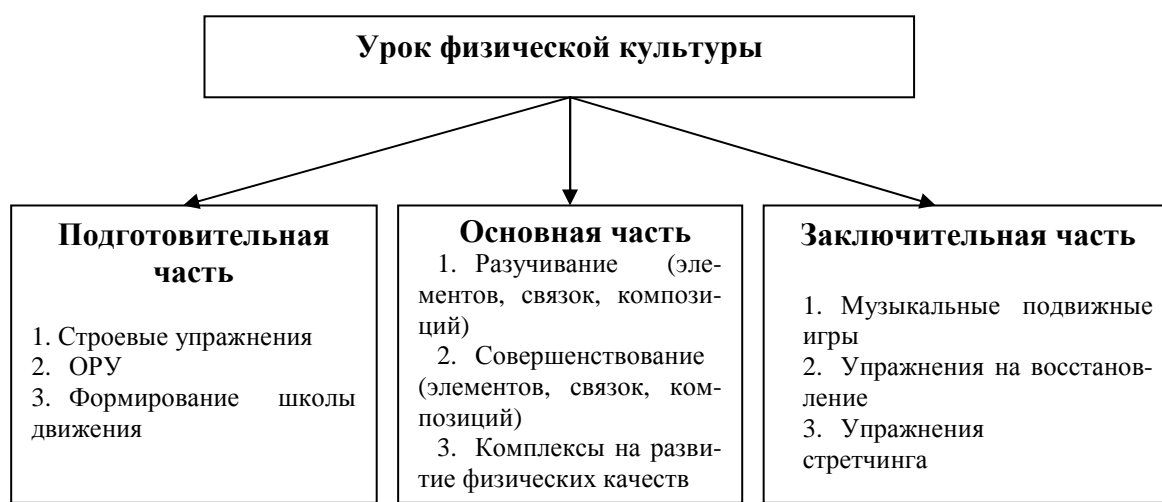 Урок физической культуры
Подготовительная
часть
1. Строевые упражнения
2. ОРУ
3. Формирование школы
движения
Основная часть
1. Разучивание (эле-
ментов, связок, компози-
ций)
2. Совершенствование
(элементов, связок, ком-
позиций)
3. Комплексы на разви-
тие физических качеств
Заключительная часть
1. Музыкальные подвижные
игры
2. Упражнения на восстанов-
ление
3. Упражнения
стретчинга